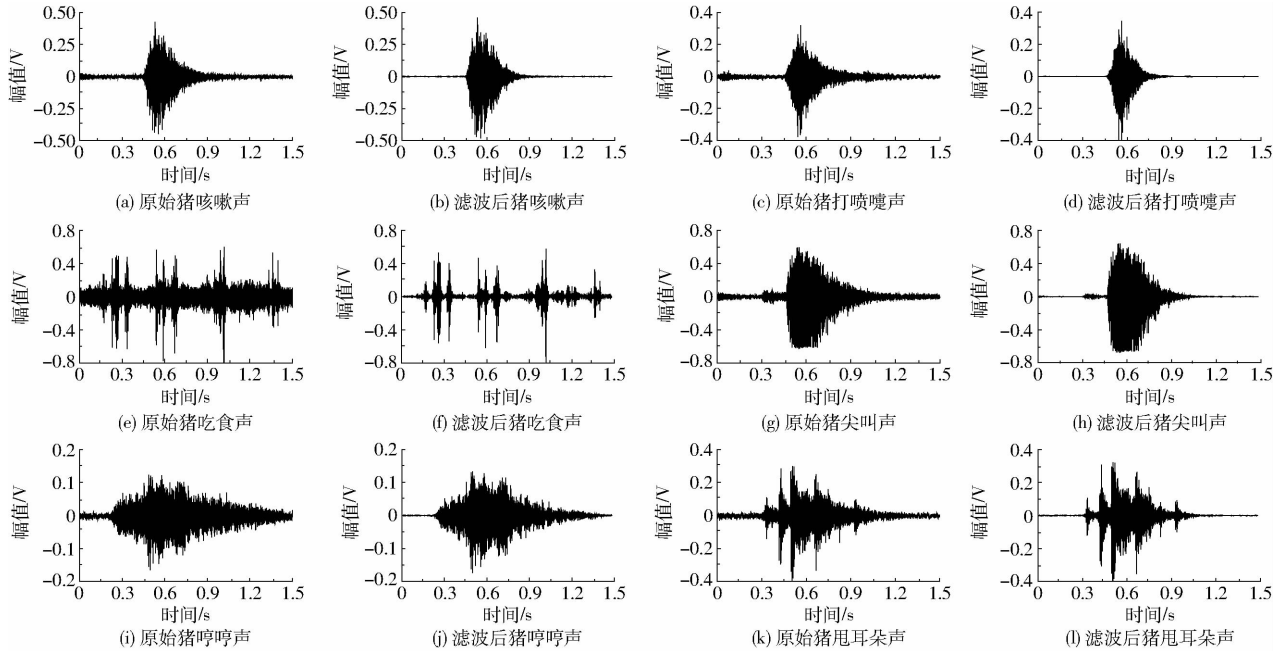 幅值/V
0.50
0.25
0
−0.25
−0.50
0 0.3 0.6 0.9 1.2 1.5
时间/s
(a) 原始猪咳嗽声
幅值/V
0.50
0.25
0
−0.25
−0.50
0 0.3 0.6 0.9 1.2 1.5
时间/s
(b) 滤波后猪咳嗽声
幅值/V
0.4
0.2
0
−0.2
−0.4
0 0.3 0.6 0.9 1.2 1.5
时间/s
(c) 原始猪打喷嚏声
幅值/V
0.4
0.2
0
−0.2
−0.4
0 0.3 0.6 0.9 1.2 1.5
时间/s
(d) 滤波后猪打喷嚏声
幅值/V
0.8
0.4
0
−0.4
−0.8
0 0.3 0.6 0.9 1.2 1.5
时间/s
(e) 原始猪吃食声
幅值/V
0.8
0.4
0
−0.4
−0.8
0 0.3 0.6 0.9 1.2 1.5
时间/s
(f) 滤波后猪吃食声
幅值/V
0.8
0.4
0
−0.4
−0.8
0 0.3 0.6 0.9 1.2 1.5
时间/s
(g) 原始猪尖叫声
幅值/V
0.8
0.4
0
−0.4
−0.8
0 0.3 0.6 0.9 1.2 1.5
时间/s
(h) 滤波后猪尖叫声
幅值/V
0.2
0.1
0
−0.1
−0.2
0 0.3 0.6 0.9 1.2 1.5
时间/s
(i) 原始猪哼哼声
幅值/V
0.2
0.1
0
−0.1
−0.2
0 0.3 0.6 0.9 1.2 1.5
时间/s
(j) 滤波后猪哼哼声
幅值/V
0.4
0.2
0
−0.2
−0.4
0 0.3 0.6 0.9 1.2 1.5
时间/s
(k) 原始猪甩耳朵声
幅值/V
0.4
0.2
0
−0.2
−0.4
0 0.3 0.6 0.9 1.2 1.5
时间/s
(l) 滤波后猪甩耳朵声